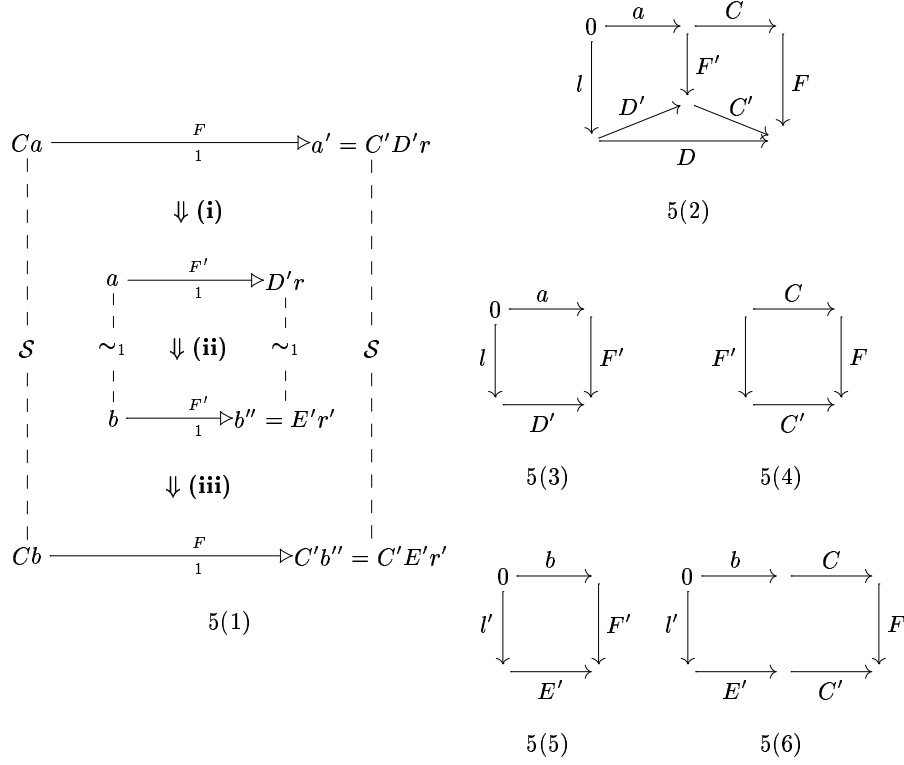 0 a C
l F' F
D' C'
D
5(2)
Ca F 1 a' = C'D'r
⇓ (i)
a F' 1 D'r
S ∼1 ⇓ (ii) ∼1 S
b F' 1 b'' = E'r'
⇓ (iii)
Cb F 1 C'b'' = C'E'r'
5(1)
0 a
l F'
D'
5(3)
C
F' F
C'
5(4)
0 b
l' F'
E'
5(5)
0 b C
l' F
E' C'
5(6)